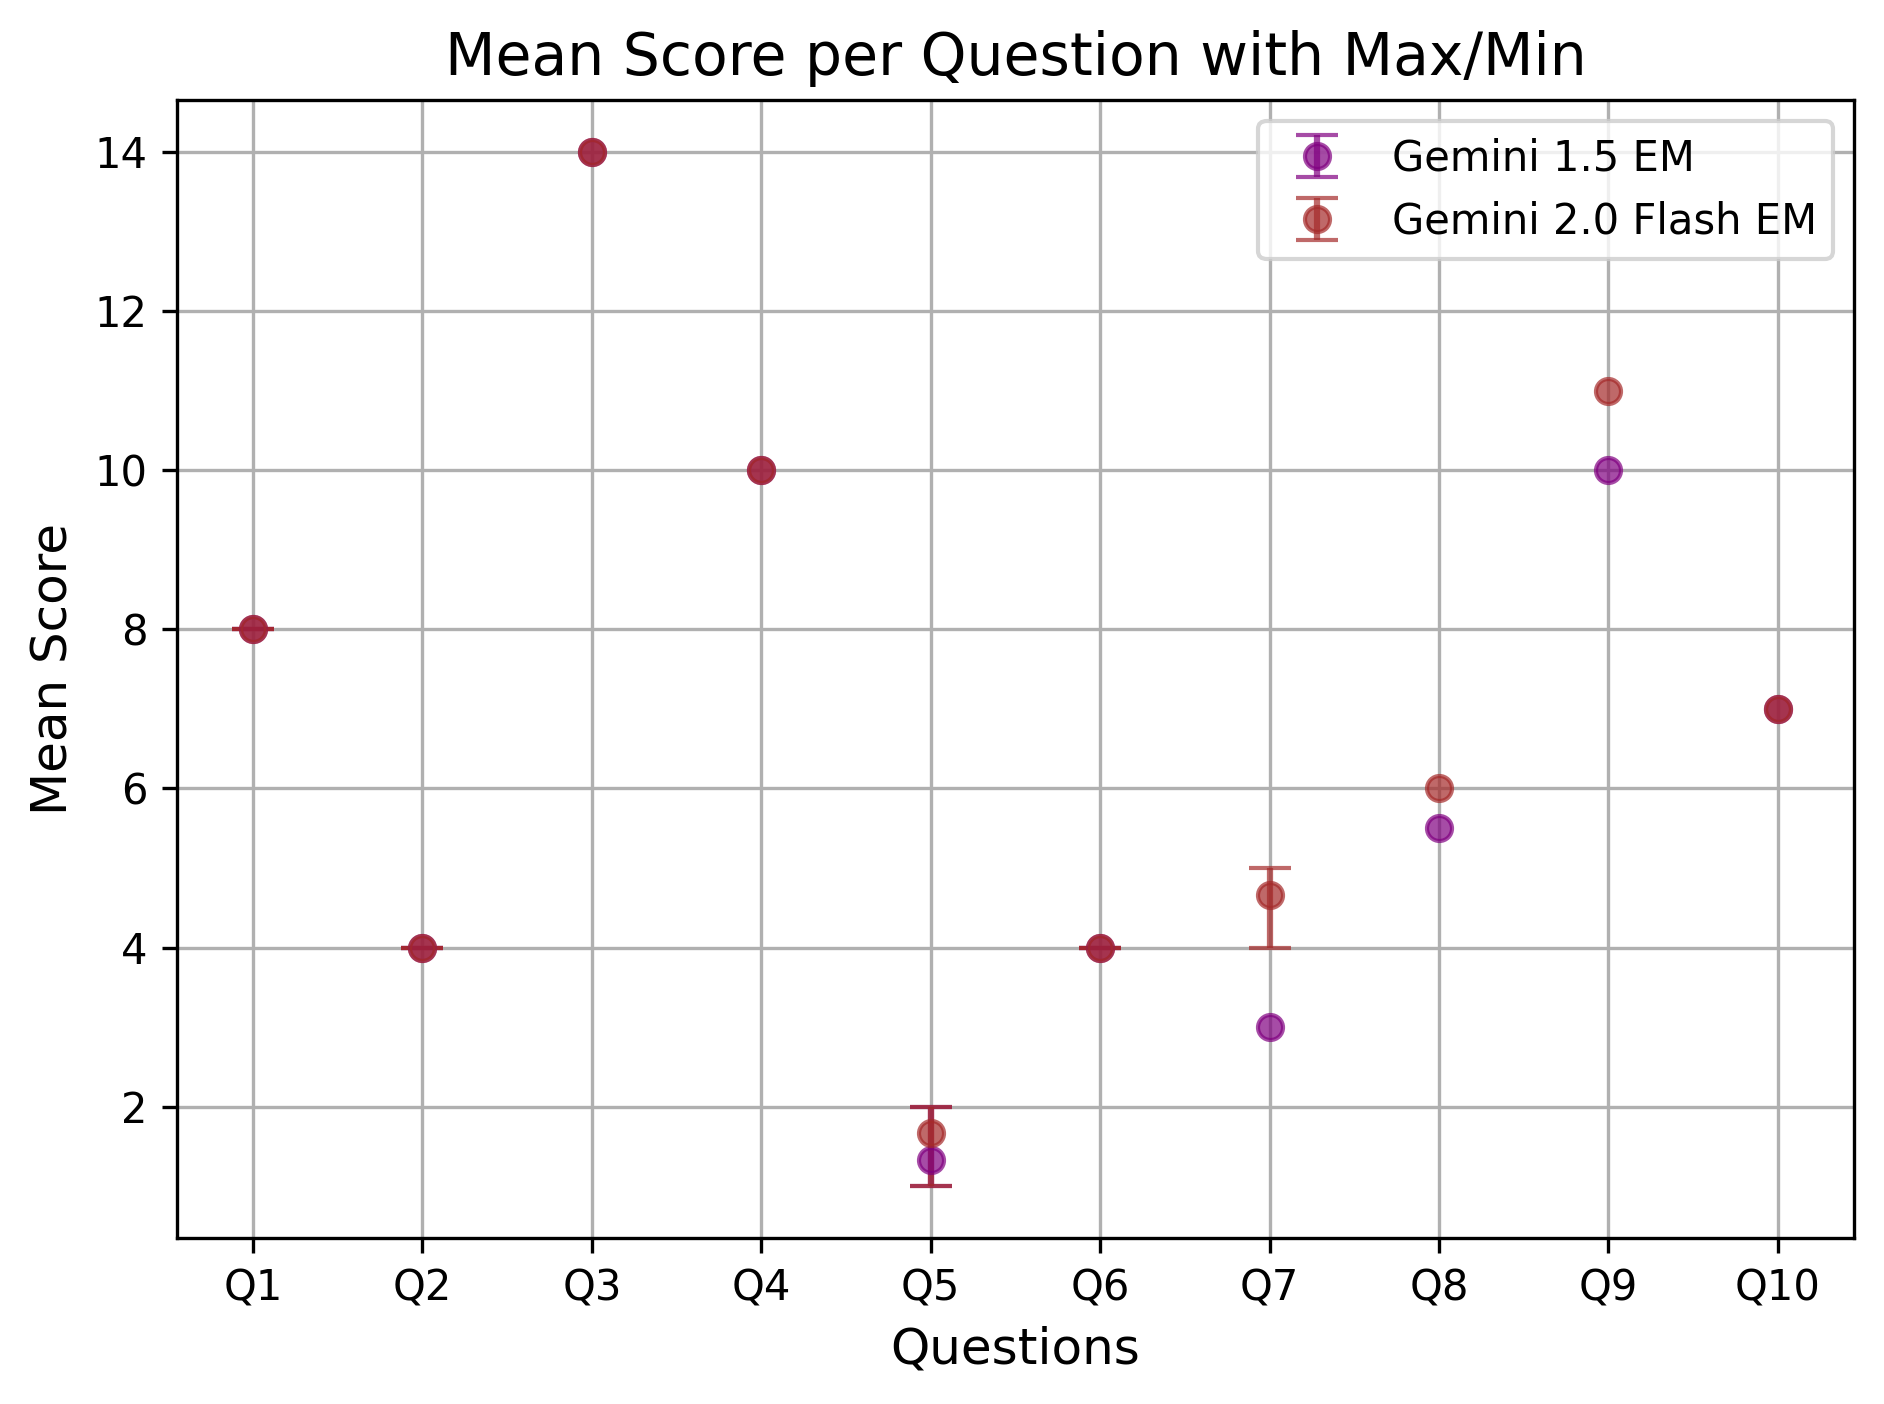 Mean Score per Question with Max/Min
Gemini 1.5 EM
Gemini 2.0 Flash EM
14
12
10
8
6
4
2
Mean Score
Q1 Q2 Q3 Q4 Q5 Q6 Q7 Q8 Q9 Q10
Questions